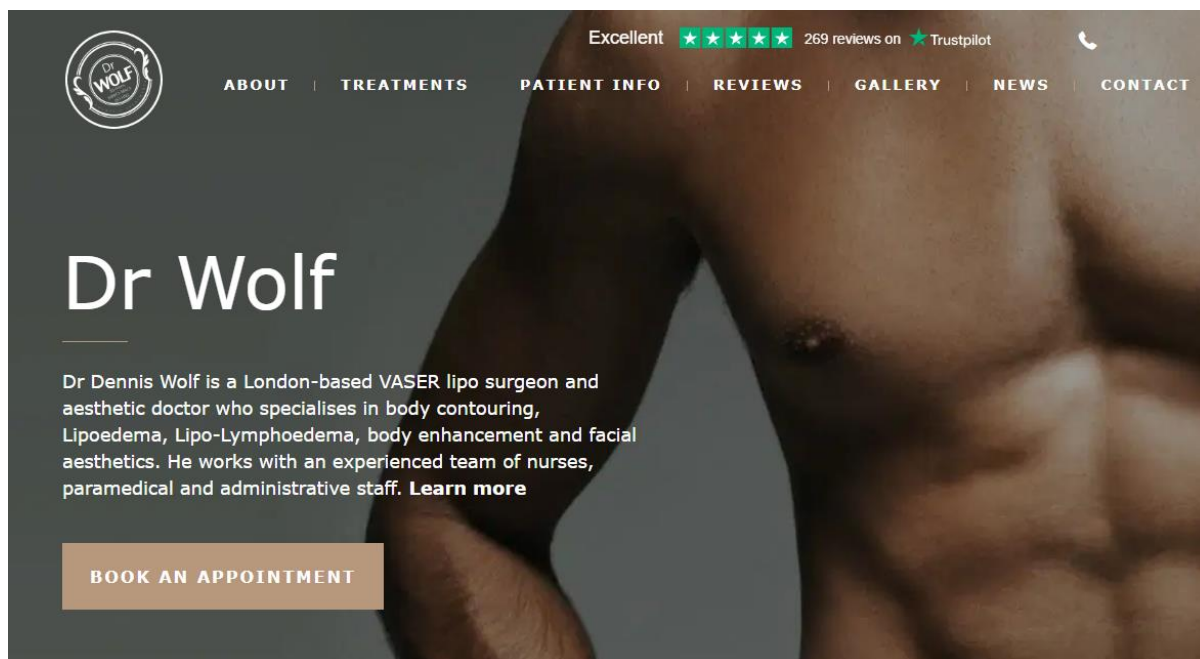 Excellent 269 reviews on Trustpilot
Dr
WOLF
ABOUT | TREATMENTS PATIENT INFO | REVIEWS | GALLERY | NEWS | CONTACT
Dr Wolf
Dr Dennis Wolf is a London-based VASER lipo surgeon and
aesthetic doctor who specialises in body contouring,
Lipoedema, Lipo-Lymphoedema, body enhancement and facial
aesthetics. He works with an experienced team of nurses,
paramedical and administrative staff. Learn more
BOOK AN APPOINTMENT